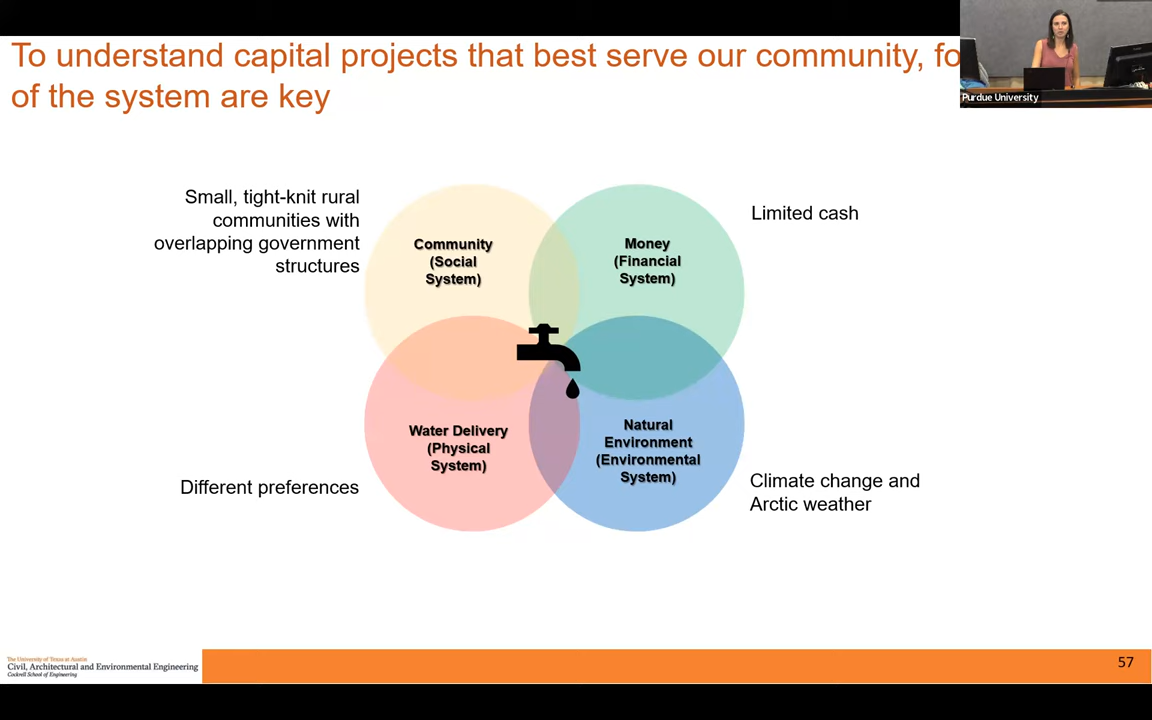 To understand capital projects that best serve our community, fo
of the system are key
Purdue University
Small, tight-knit rural
communities with
overlapping government
structures
Community
(Social
System)
Money
(Financial
System)
Limited cash
Water Delivery
(Physical
System)
Natural
Environment
(Environmental
System)
Different preferences
Climate change and
Arctic weather
The University of Texas at Austin
Civil, Architectural and Environmental Engineering
Cockrell School of Engineering
57